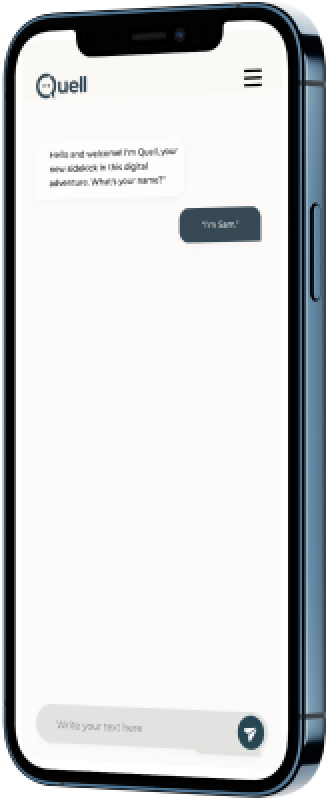 Quell
Hello and welcome! I'm Quell, your
new sidekick in this digital
adventure. What's your name?"
"I'm Sam."
Write your text here